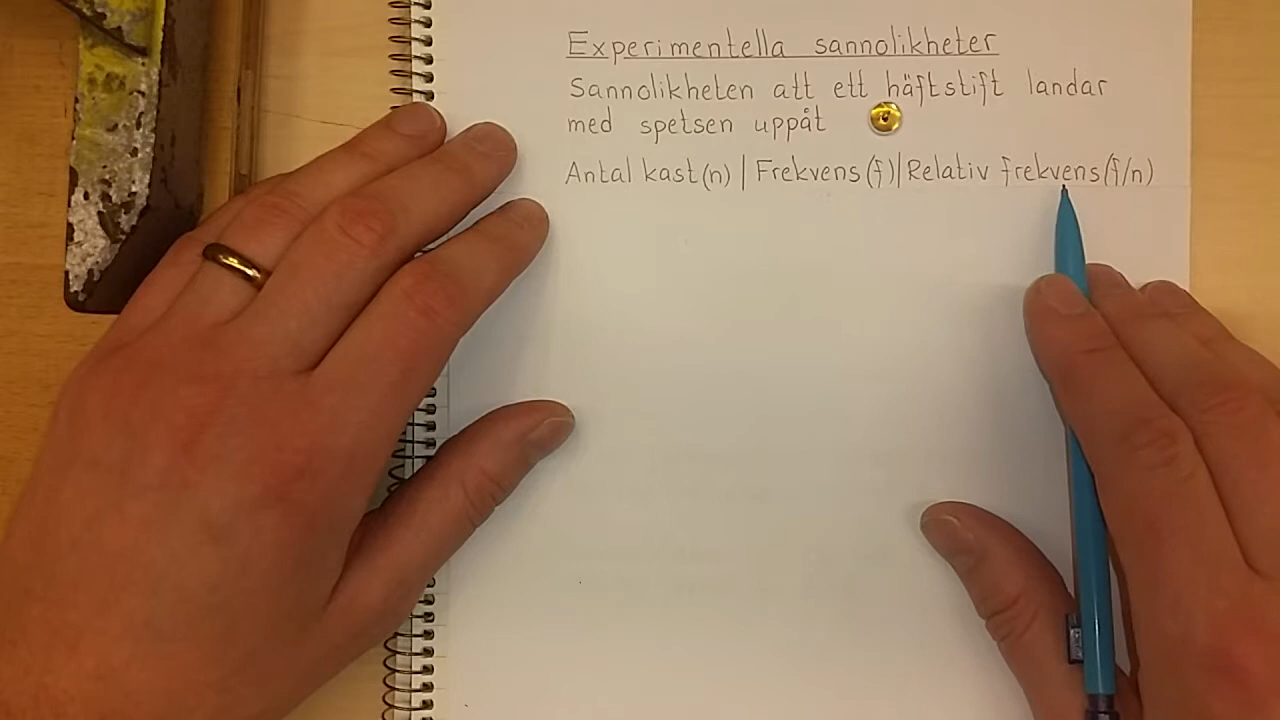 Experimentella sannolikheter
Sannolikheten att ett häftstift landar
med spetsen uppåt
Antal kast (n) | Frekvens (f) | Relativ frekvens (f/n)